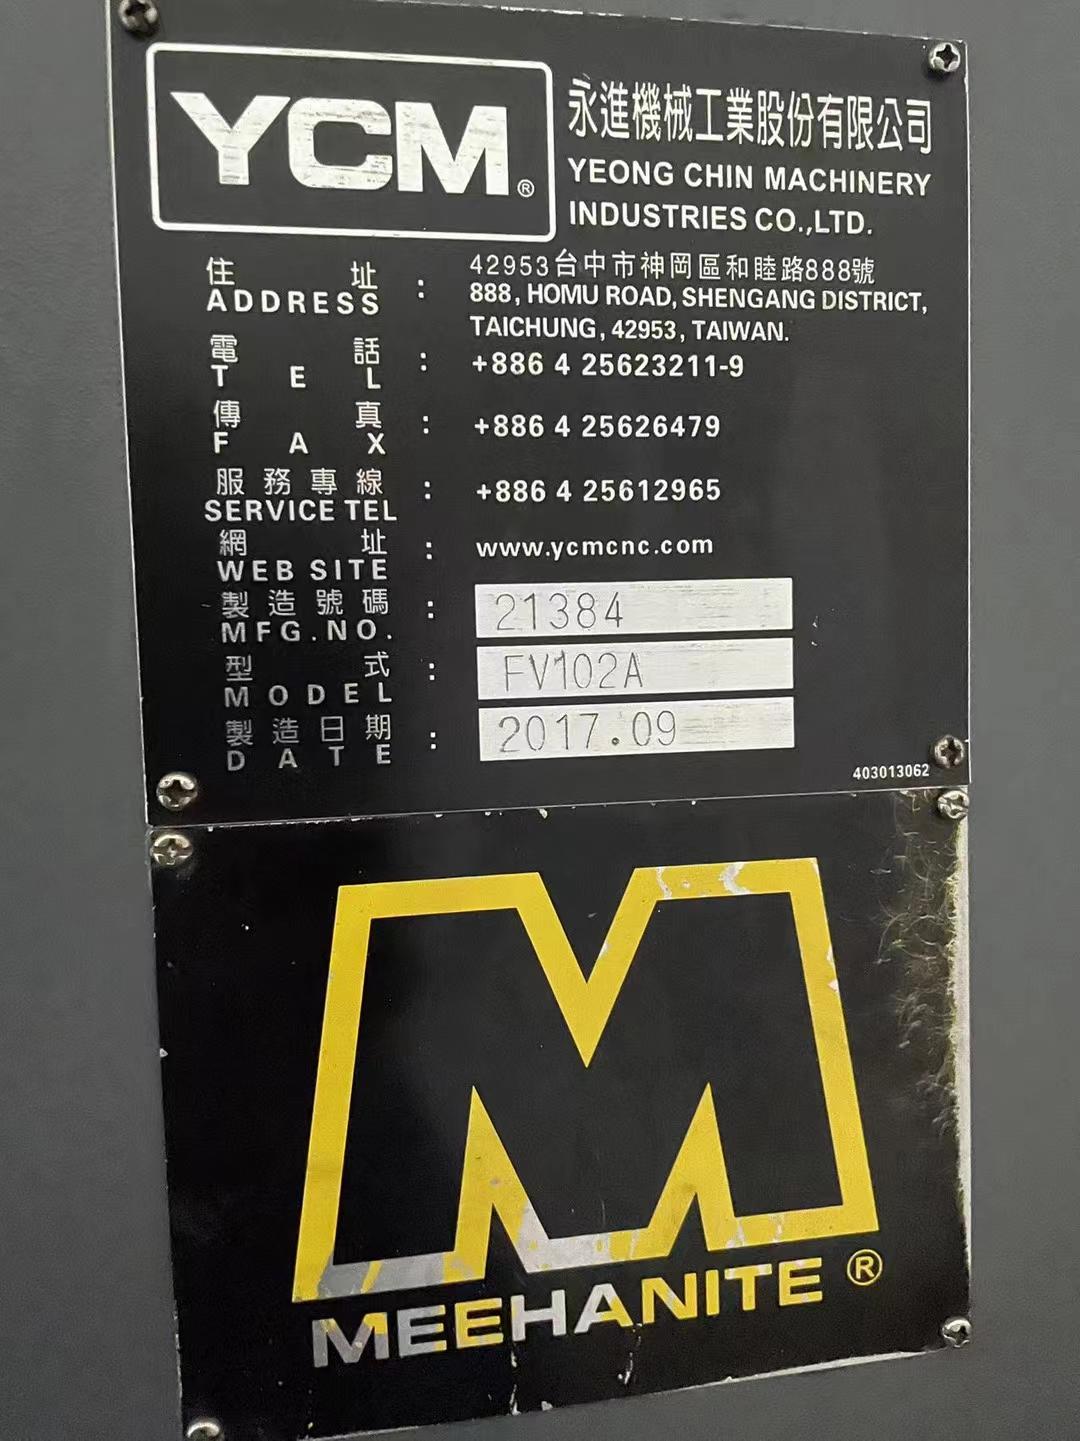 YCM®
永進機械工業股份有限公司
YEONG CHIN MACHINERY
INDUSTRIES CO.,LTD.
住址 : 42953台中市神岡區和睦路888號
ADDRESS 888, HOMU ROAD, SHENGANG DISTRICT,
TAICHUNG, 42953, TAIWAN.
電話 : +886 4 25623211-9
TEL
傳真 : +886 4 25626479
FAX
服務專線 : +886 4 25612965
SERVICE TEL
網址 : www.ycmcnc.com
WEB SITE
製造號碼 : 21384
MFG.NO.
型式 : FV102A
MODEL
製造日期 : 2017.09
DATE
403013062
MEEHANITE®